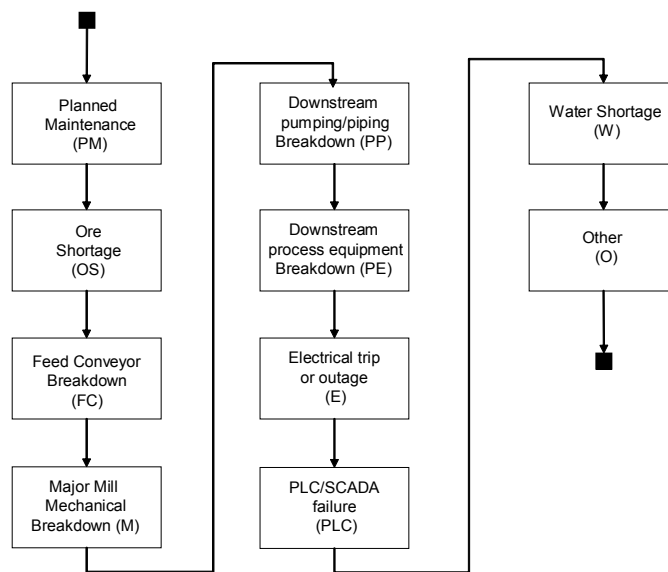 Planned
Maintenance
(PM)
Ore
Shortage
(OS)
Feed Conveyor
Breakdown
(FC)
Major Mill
Mechanical
Breakdown (M)
Downstream
pumping/piping
Breakdown (PP)
Downstream
process equipment
Breakdown (PE)
Electrical trip
or outage
(E)
PLC/SCADA
failure
(PLC)
Water Shortage
(W)
Other
(O)